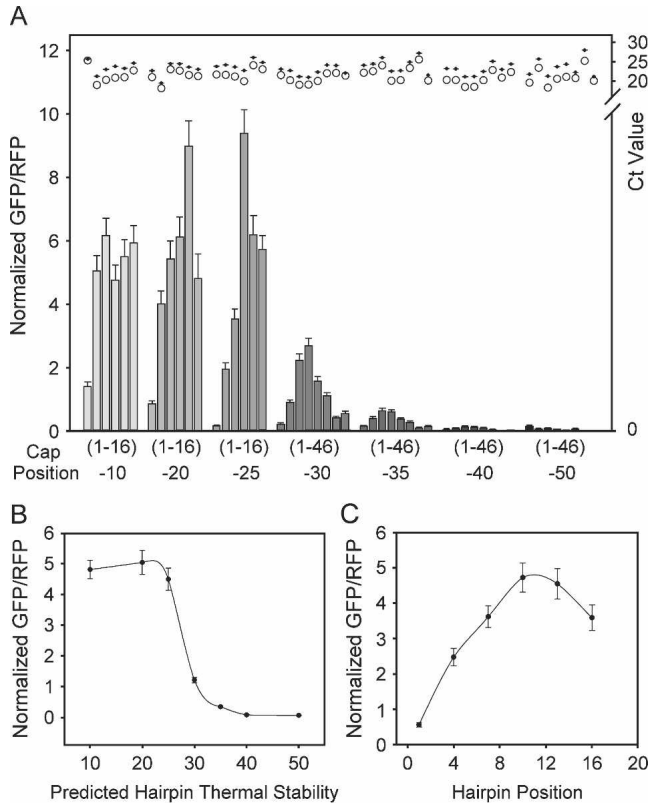 A
Normalized GFP/RFP
12
10
8
6
4
2
0
30
25
20
0
Ct Value
Cap Position
(1-16) (1-16) (1-16) (1-46) (1-46) (1-46) (1-46)
-10 -20 -25 -30 -35 -40 -50
B
Normalized GFP/RFP
6
5
4
3
2
1
0
10 20 30 40 50
Predicted Hairpin Thermal Stability
C
Normalized GFP/RFP
6
5
4
3
2
1
0
0 4 8 12 16 20
Hairpin Position